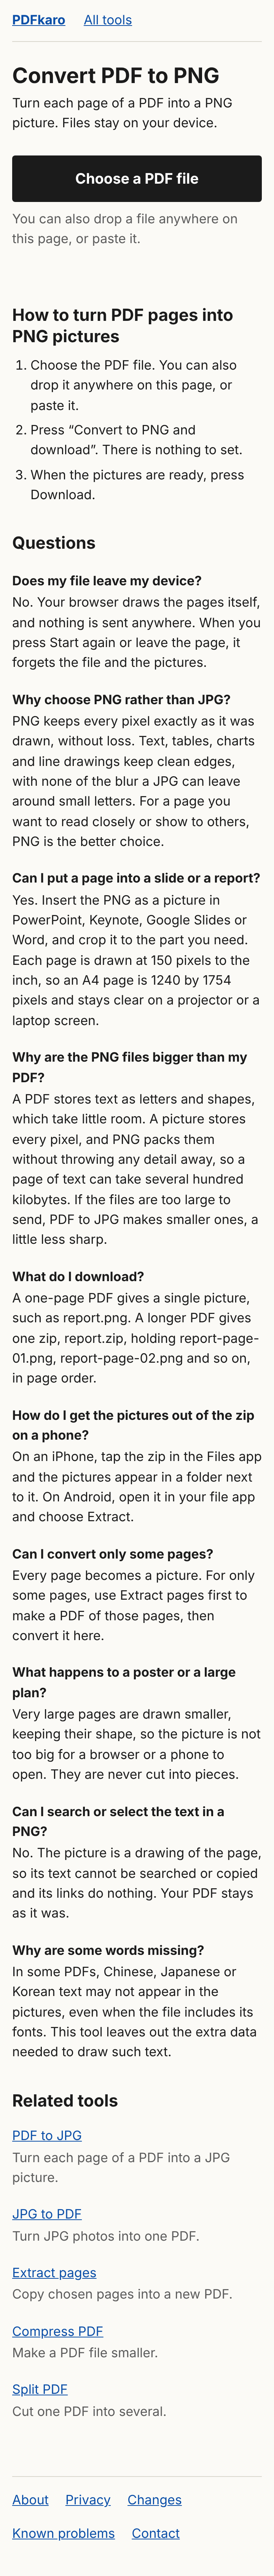 PDFkaro All tools
Convert PDF to PNG
Turn each page of a PDF into a PNG
picture. Files stay on your device.
Choose a PDF file
You can also drop a file anywhere on
this page, or paste it.
How to turn PDF pages into
PNG pictures
1. Choose the PDF file. You can also
drop it anywhere on this page, or
paste it.
2. Press “Convert to PNG and
download”. There is nothing to set.
3. When the pictures are ready, press
Download.
Questions
Does my file leave my device?
No. Your browser draws the pages itself,
and nothing is sent anywhere. When you
press Start again or leave the page, it
forgets the file and the pictures.
Why choose PNG rather than JPG?
PNG keeps every pixel exactly as it was
drawn, without loss. Text, tables, charts
and line drawings keep clean edges,
with none of the blur a JPG can leave
around small letters. For a page you
want to read closely or show to others,
PNG is the better choice.
Can I put a page into a slide or a report?
Yes. Insert the PNG as a picture in
PowerPoint, Keynote, Google Slides or
Word, and crop it to the part you need.
Each page is drawn at 150 pixels to the
inch, so an A4 page is 1240 by 1754
pixels and stays clear on a projector or a
laptop screen.
Why are the PNG files bigger than my
PDF?
A PDF stores text as letters and shapes,
which take little room. A picture stores
every pixel, and PNG packs them
without throwing any detail away, so a
page of text can take several hundred
kilobytes. If the files are too large to
send, PDF to JPG makes smaller ones, a
little less sharp.
What do I download?
A one-page PDF gives a single picture,
such as report.png. A longer PDF gives
one zip, report.zip, holding report-page-
01.png, report-page-02.png and so on,
in page order.
How do I get the pictures out of the zip
on a phone?
On an iPhone, tap the zip in the Files app
and the pictures appear in a folder next
to it. On Android, open it in your file app
and choose Extract.
Can I convert only some pages?
Every page becomes a picture. For only
some pages, use Extract pages first to
make a PDF of those pages, then
convert it here.
What happens to a poster or a large
plan?
Very large pages are drawn smaller,
keeping their shape, so the picture is not
too big for a browser or a phone to
open. They are never cut into pieces.
Can I search or select the text in a
PNG?
No. The picture is a drawing of the page,
so its text cannot be searched or copied
and its links do nothing. Your PDF stays
as it was.
Why are some words missing?
In some PDFs, Chinese, Japanese or
Korean text may not appear in the
pictures, even when the file includes its
fonts. This tool leaves out the extra data
needed to draw such text.
Related tools
PDF to JPG
Turn each page of a PDF into a JPG
picture.
JPG to PDF
Turn JPG photos into one PDF.
Extract pages
Copy chosen pages into a new PDF.
Compress PDF
Make a PDF file smaller.
Split PDF
Cut one PDF into several.
About Privacy Changes
Known problems Contact